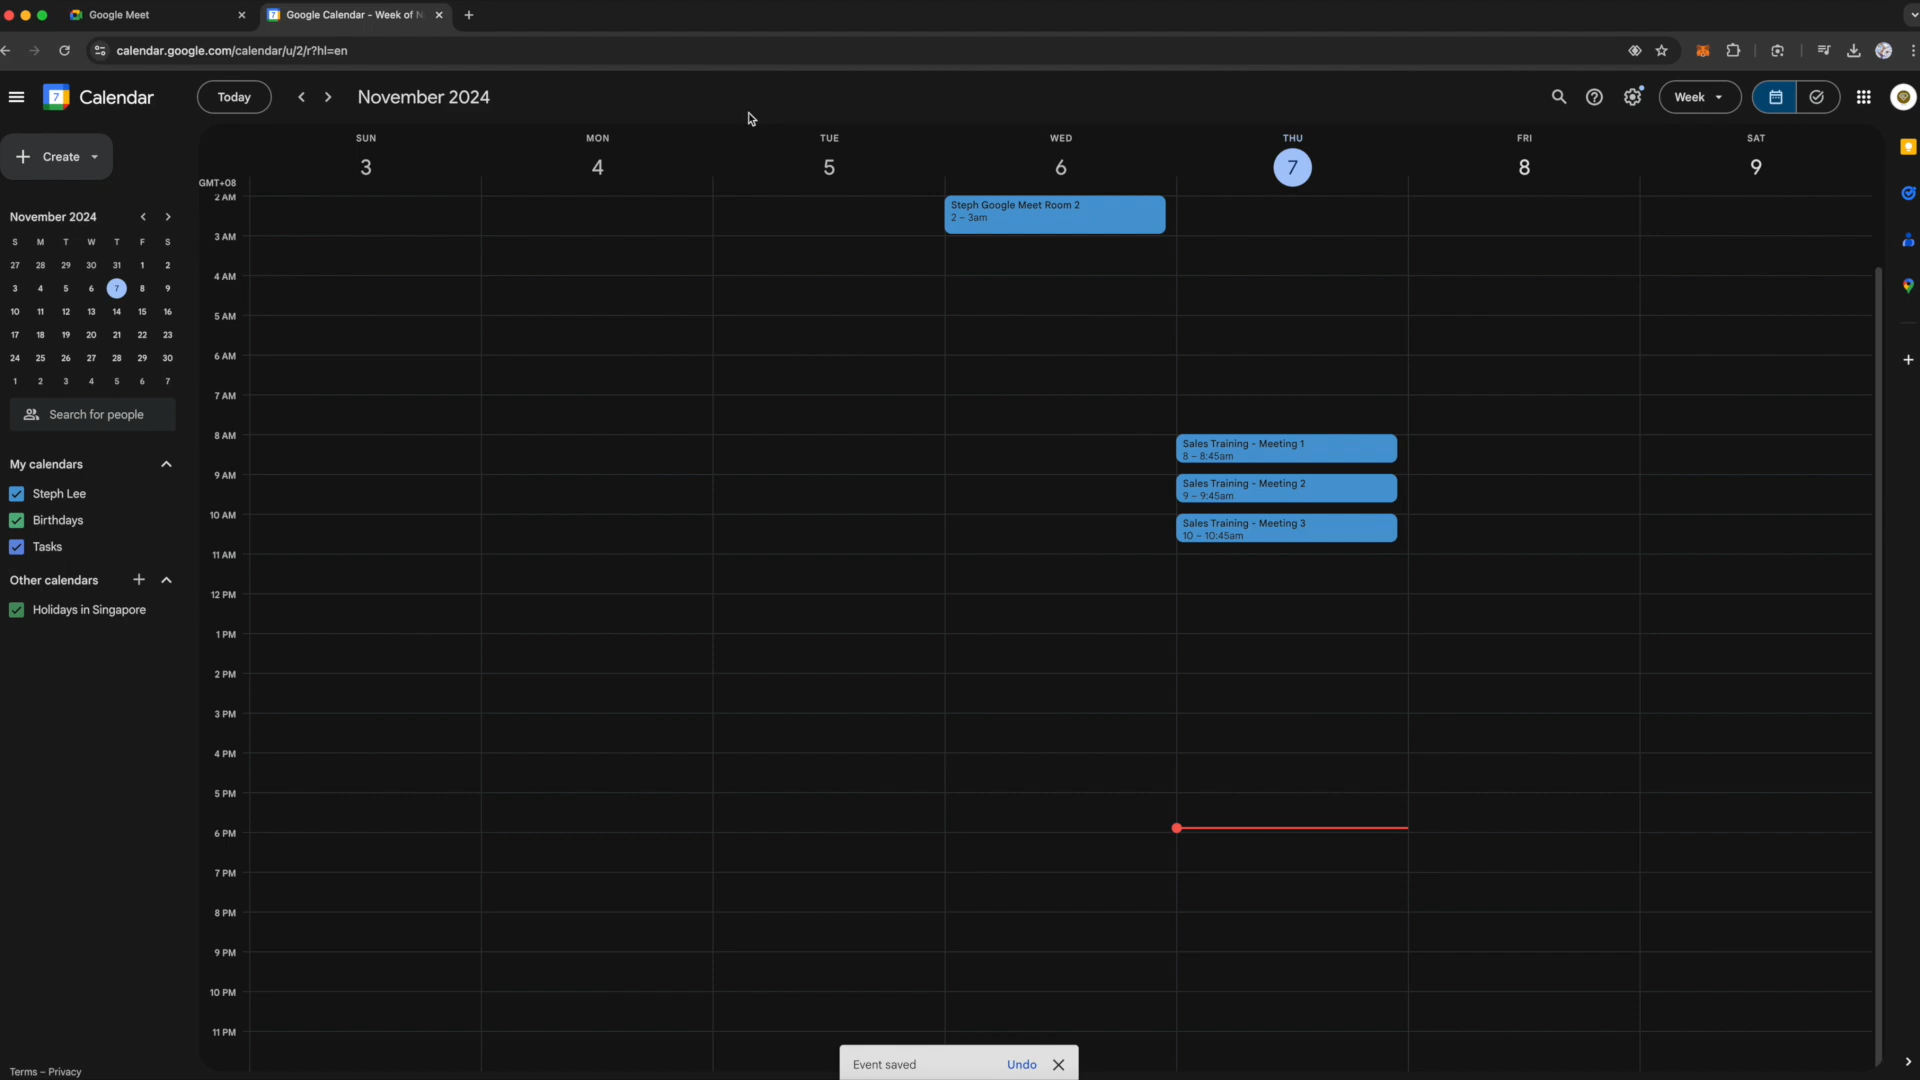 Google Meet
Google Calendar - Week of N
calendar.google.com/calendar/u/2/r?hl=en
7
Calendar
Today
November 2024
Week
Create
SUN
MON
TUE
WED
THU
FRI
SAT
3
4
5
6
7
8
9
GMT+08
November 2024
S M T W T F S
27 28 29 30 31 1 2
3 4 5 6 7 8 9
10 11 12 13 14 15 16
17 18 19 20 21 22 23
24 25 26 27 28 29 30
1 2 3 4 5 6 7
Search for people
My calendars
Steph Lee
Birthdays
Tasks
Other calendars
Holidays in Singapore
2 AM
3 AM
4 AM
5 AM
6 AM
7 AM
8 AM
9 AM
10 AM
11 AM
12 PM
1 PM
2 PM
3 PM
4 PM
5 PM
6 PM
7 PM
8 PM
9 PM
10 PM
11 PM
Steph Google Meet Room 2
2 – 3am
Sales Training - Meeting 1
8 – 8:45am
Sales Training - Meeting 2
9 – 9:45am
Sales Training - Meeting 3
10 – 10:45am
Event saved
Undo
Terms – Privacy